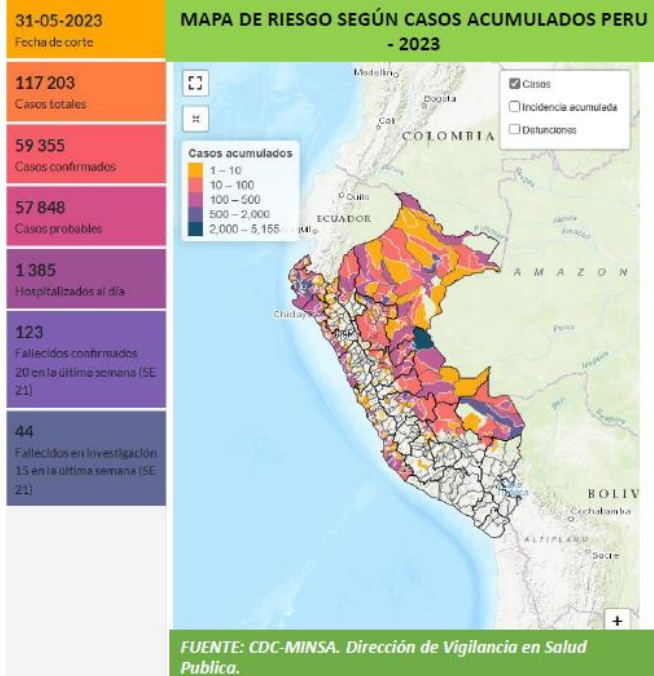 31-05-2023
Fecha de corte
117 203
Casos totales
59 355
Casos confirmados
57 848
Casos probables
1 385
Hospitalizados al día
123
Fallecidos confirmados
20 en la última semana (SE
21)
44
Fallecidos en investigación
15 en la última semana (SE
21)
MAPA DE RIESGO SEGÚN CASOS ACUMULADOS PERU
- 2023
Casos
Incidencia acumulada
Defunciones
Casos acumulados
1 – 10
10 – 100
100 – 500
500 – 2,000
2,000 – 5,155
Medellín
Bogota
Cali
COLOMBIA
Quito
ECUADOR
AMAZON
Chiclayo
BOLIV
Cochabamba
ALTIPLANO
Sucre
+
FUENTE: CDC-MINSA. Dirección de Vigilancia en Salud
Publica.